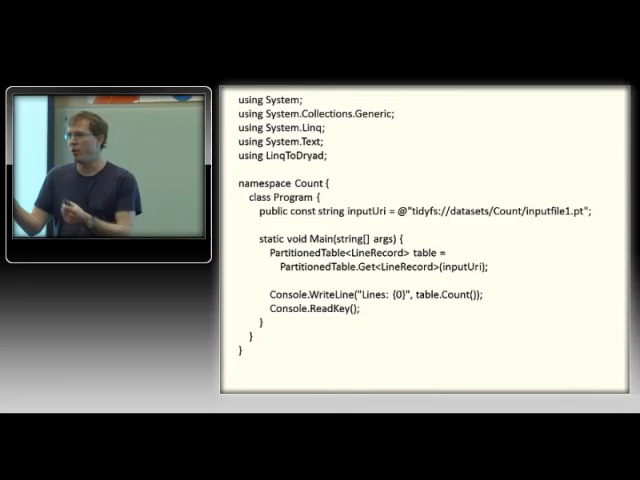 using System;
using System.Collections.Generic;
using System.Linq;
using System.Text;
using LinqToDryad;
namespace Count {
class Program {
public const string inputUri = @"tidyfs://datasets/Count/inputfile1.pt";
static void Main(string[] args) {
PartitionedTable<LineRecord> table =
PartitionedTable.Get<LineRecord>(inputUri);
Console.WriteLine("Lines: {0}", table.Count());
Console.ReadKey();
}
}
}